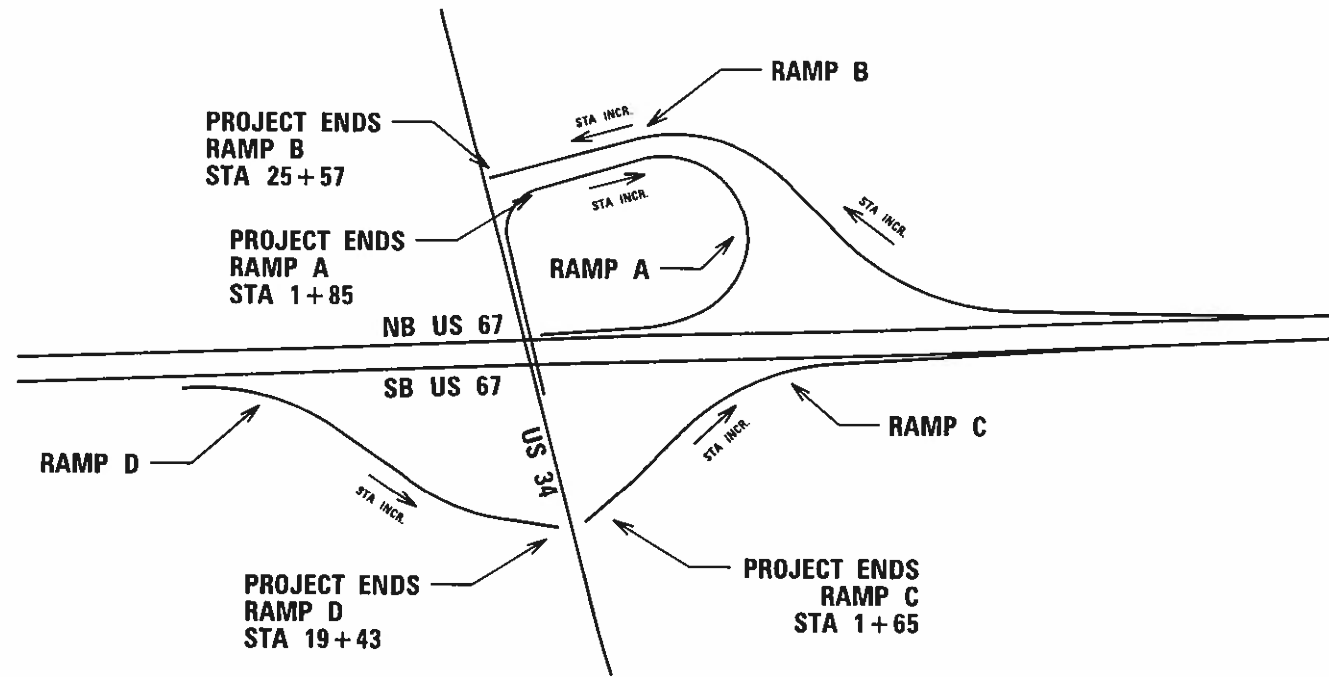 RAMP B
STA INCR.
PROJECT ENDS
RAMP B
STA 25+57
STA INCR.
STA INCR.
PROJECT ENDS
RAMP A
STA 1+85
RAMP A
NB US 67
SB US 67
RAMP C
US 34
STA INCR.
RAMP D
STA INCR.
PROJECT ENDS
RAMP D
STA 19+43
PROJECT ENDS
RAMP C
STA 1+65